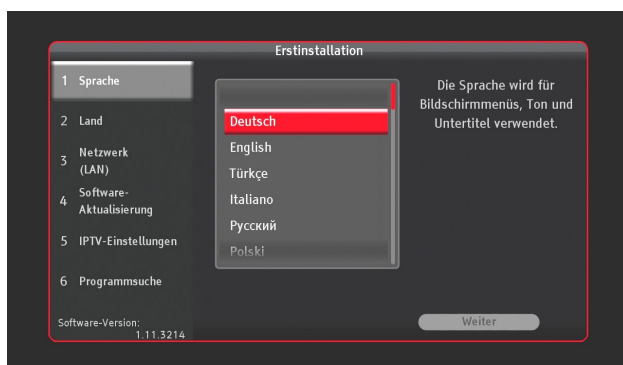 Erstinstallation
1 Sprache
2 Land
3 Netzwerk
(LAN)
4 Software-
Aktualisierung
5 IPTV-Einstellungen
6 Programmsuche
Software-Version:
1.11.3214
Deutsch
English
Türkçe
Italiano
Русский
Polski
Die Sprache wird für
Bildschirmmenüs, Ton und
Untertitel verwendet.
Weiter